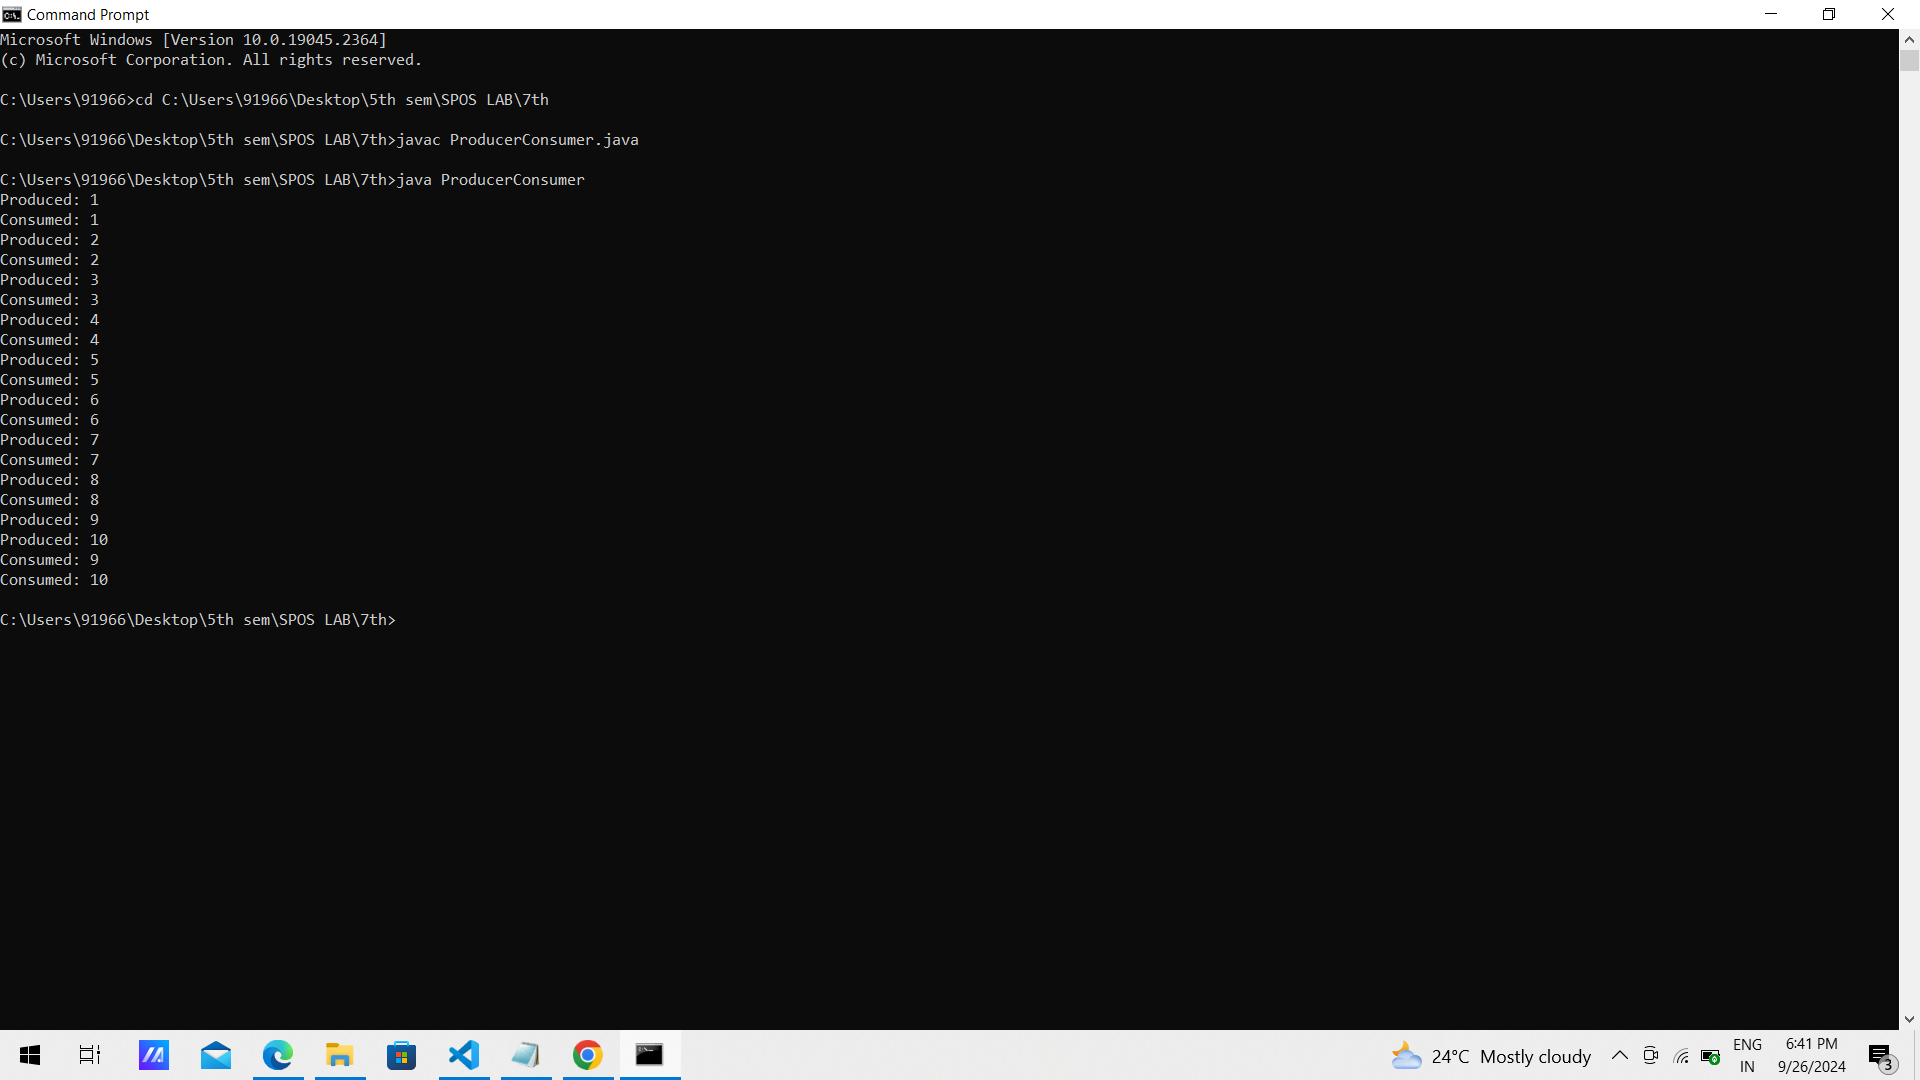 Command Prompt
Microsoft Windows [Version 10.0.19045.2364]
(c) Microsoft Corporation. All rights reserved.
C:\Users\91966>cd C:\Users\91966\Desktop\5th sem\SPOS LAB\7th
C:\Users\91966\Desktop\5th sem\SPOS LAB\7th>javac ProducerConsumer.java
C:\Users\91966\Desktop\5th sem\SPOS LAB\7th>java ProducerConsumer
Produced: 1
Consumed: 1
Produced: 2
Consumed: 2
Produced: 3
Consumed: 3
Produced: 4
Consumed: 4
Produced: 5
Consumed: 5
Produced: 6
Consumed: 6
Produced: 7
Consumed: 7
Produced: 8
Consumed: 8
Produced: 9
Produced: 10
Consumed: 9
Consumed: 10
C:\Users\91966\Desktop\5th sem\SPOS LAB\7th>
24°C Mostly cloudy
ENG
IN
6:41 PM
9/26/2024
3